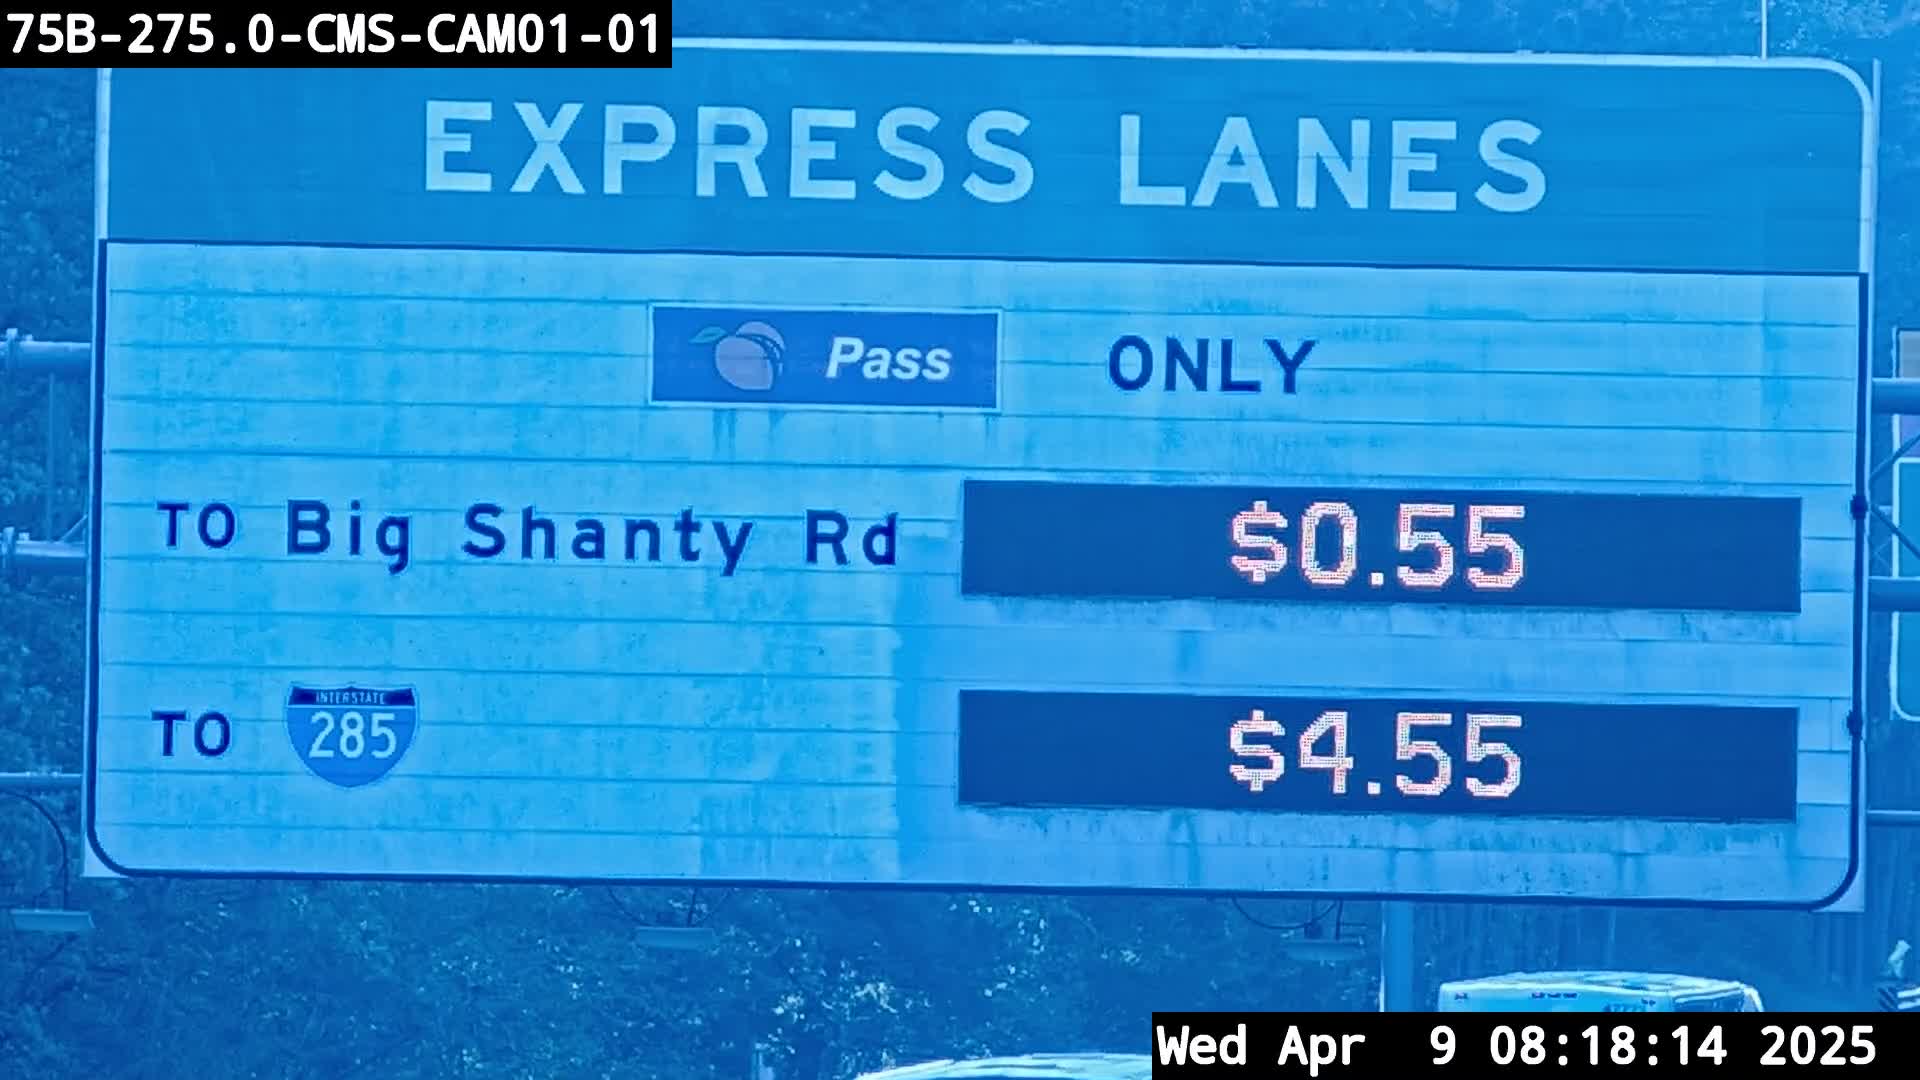 75B-275.0-CMS-CAM01-01
EXPRESS LANES
Pass ONLY
TO Big Shanty Rd $0.55
TO INTERSTATE 285 $4.55
Wed Apr 9 08:18:14 2025